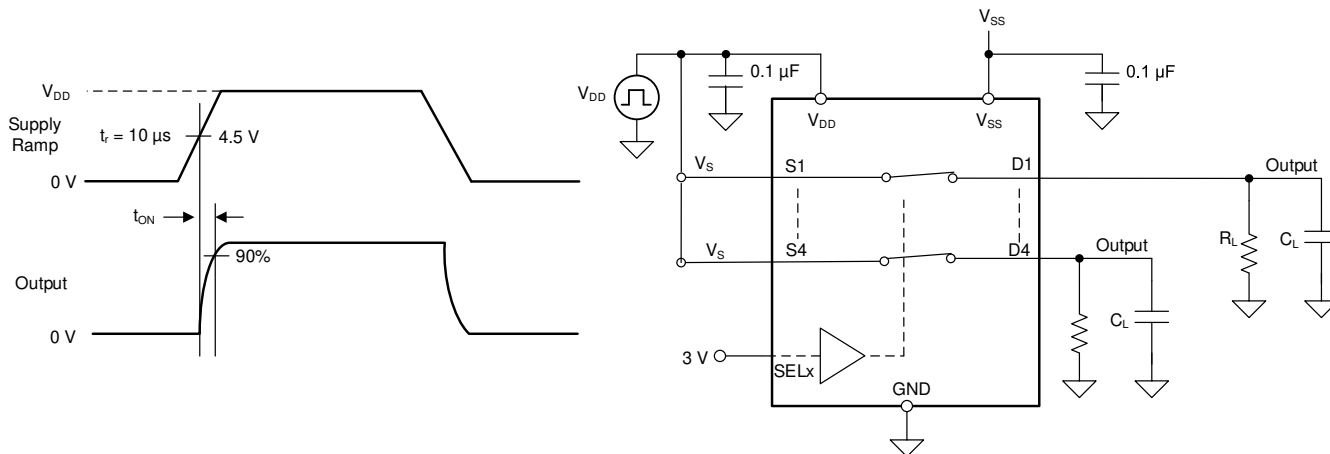 V_DD
Supply
Ramp
t_r = 10 µs
4.5 V
0 V
t_ON
90%
Output
0 V
V_SS
0.1 µF
0.1 µF
V_DD
V_DD
V_SS
V_S
S1
D1
Output
R_L
C_L
V_S
S4
D4
Output
C_L
3 V
SELx
GND